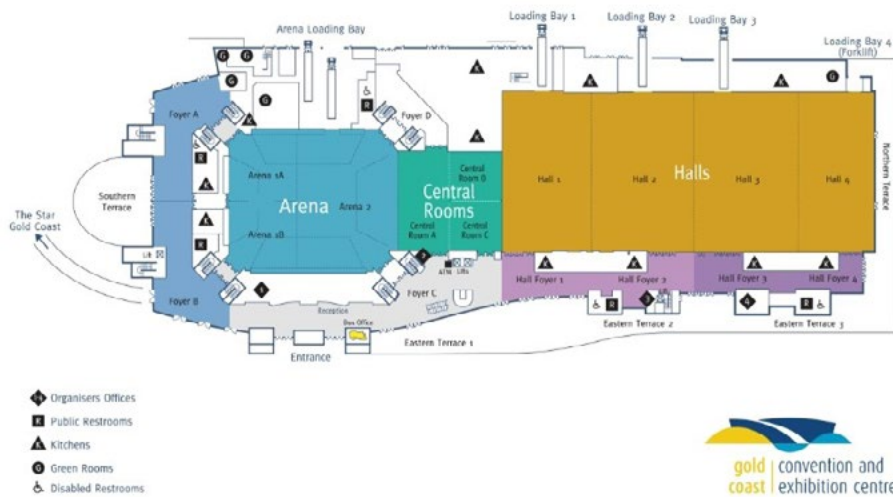 Loading Bay 1
Loading Bay 2
Loading Bay 3
Arena Loading Bay
Loading Bay 4
(Forklift)
G
G
G
G
G
K
K
K
K
K
R
Foyer A
Foyer D
R
K
Southern
Terrace
Arena 1A
Arena
Arena 2
Arena 1B
Central
Room D
Central
Rooms
Central
Room A
Central
Room C
Hall 1
Hall 2
Halls
Hall 3
Hall 4
Northern Terrace
The Star
Gold Coast
K
R
Lift
ATM
Lifts
K
K
K
K
Hall Foyer 1
Hall Foyer 2
Hall Foyer 3
Hall Foyer 4
Foyer B
Foyer C
Reception
Box Office
R
3
4
R
Entrance
Eastern Terrace 1
Eastern Terrace 2
Eastern Terrace 3
Organisers Offices
R Public Restrooms
K Kitchens
G Green Rooms
Disabled Restrooms
gold coast
convention and
exhibition centre